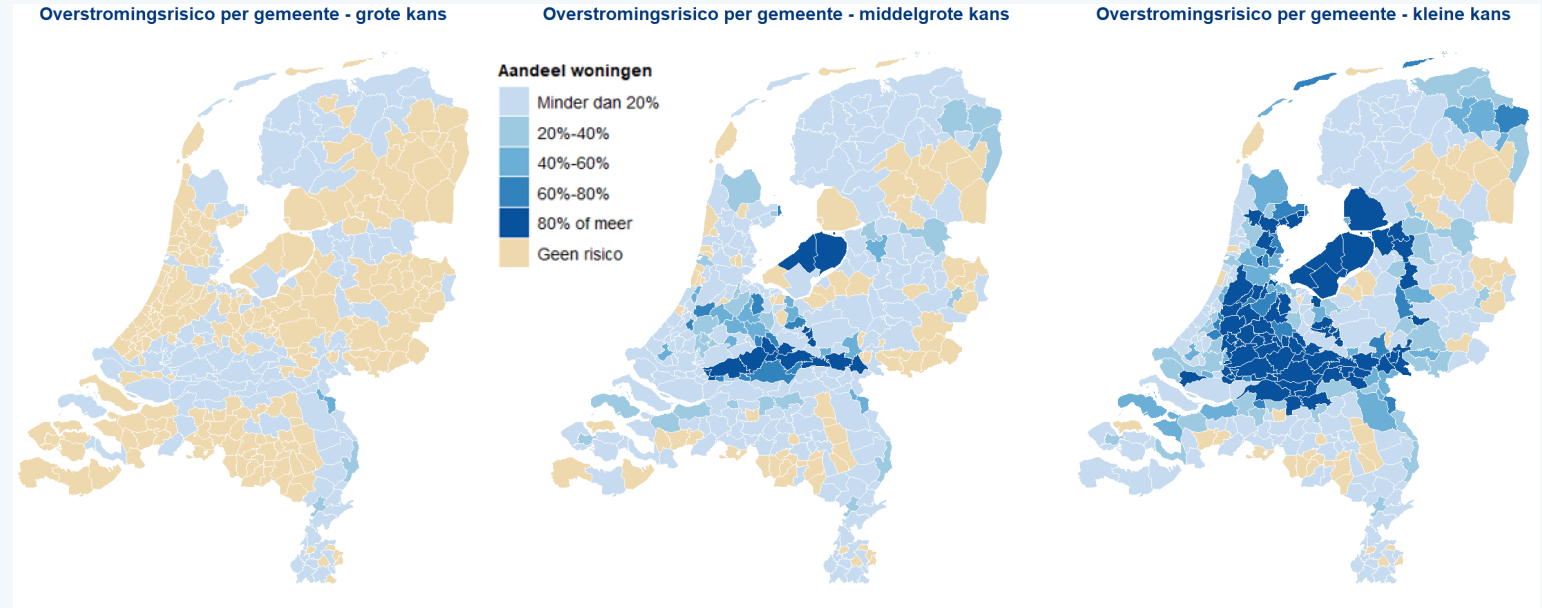 Overstromingsrisico per gemeente - grote kans
Overstromingsrisico per gemeente - middelgrote kans
Overstromingsrisico per gemeente - kleine kans
Aandeel woningen
Minder dan 20%
20%-40%
40%-60%
60%-80%
80% of meer
Geen risico